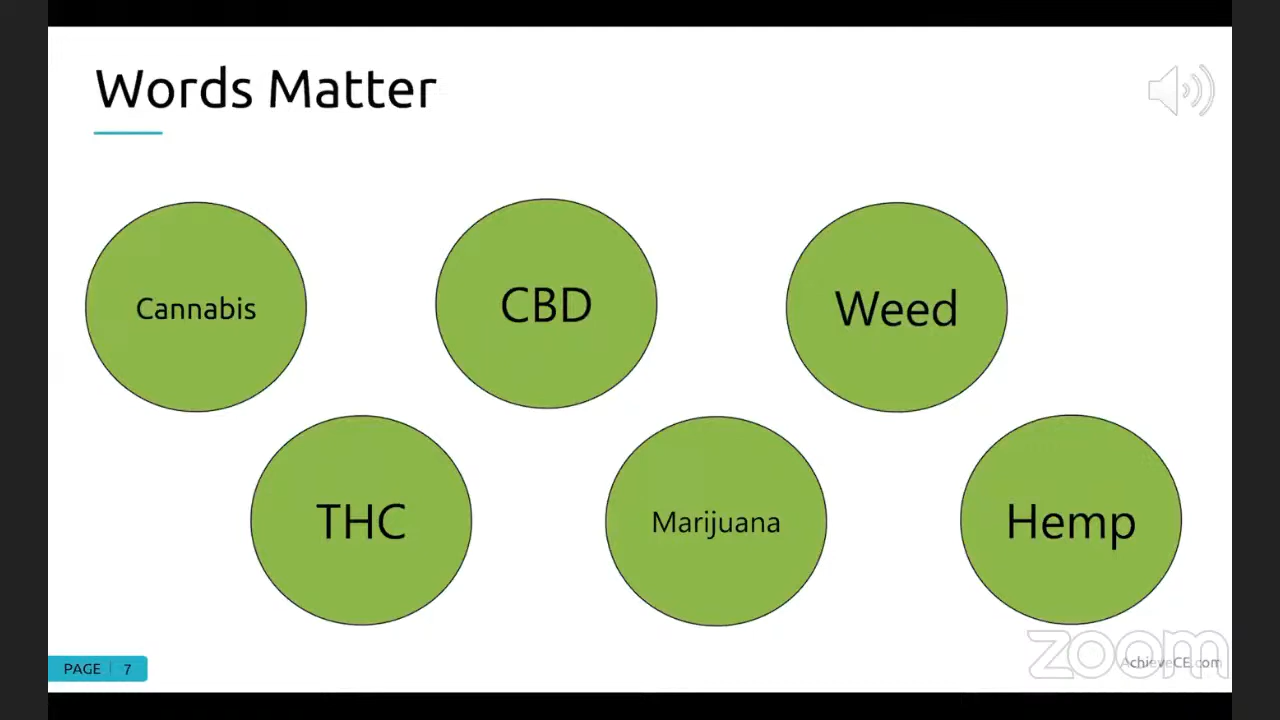 Words Matter
Cannabis
CBD
Weed
THC
Marijuana
Hemp
PAGE | 7
zoom
AchieveCE.com